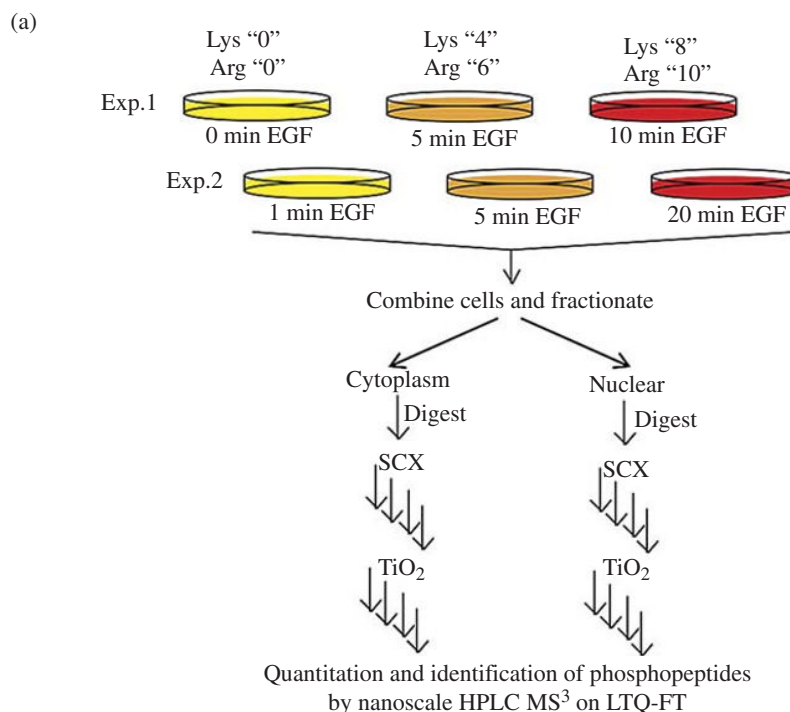 (a)
Lys “0” Lys “4” Lys “8”
Arg “0” Arg “6” Arg “10”
Exp.1
0 min EGF 5 min EGF 10 min EGF
Exp.2
1 min EGF 5 min EGF 20 min EGF
Combine cells and fractionate
Cytoplasm Nuclear
Digest Digest
SCX SCX
TiO₂ TiO₂
Quantitation and identification of phosphopeptides
by nanoscale HPLC MS³ on LTQ-FT